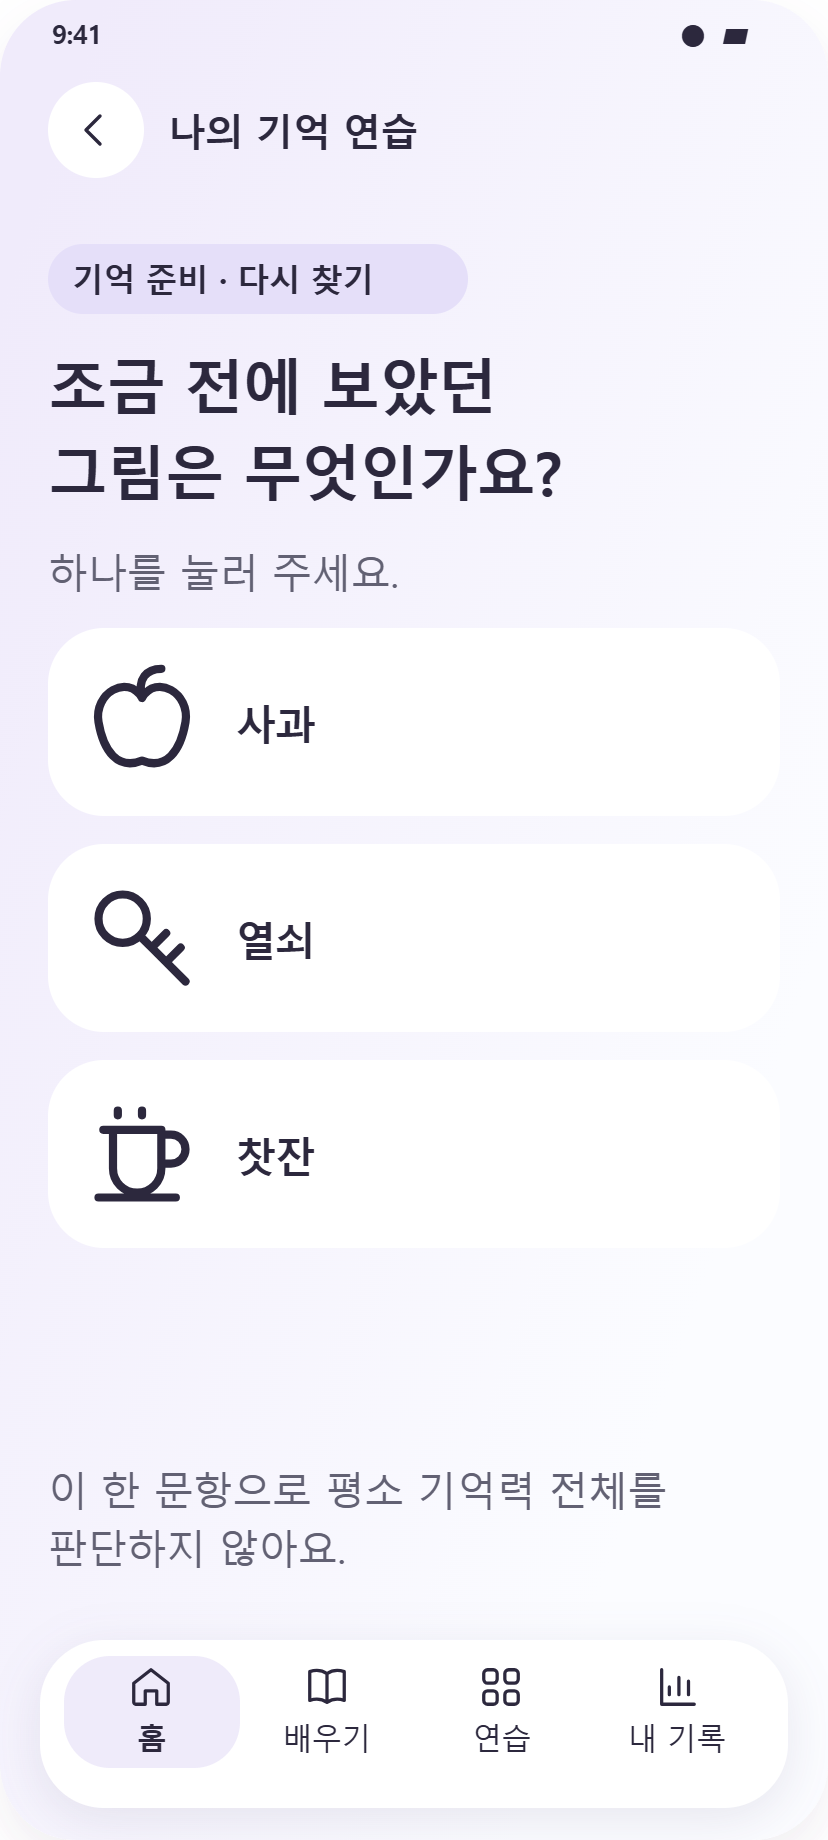 9:41
나의 기억 연습
기억 준비 · 다시 찾기
조금 전에 보았던
그림은 무엇인가요?
하나를 눌러 주세요.
사과
열쇠
찻잔
이 한 문항으로 평소 기억력 전체를
판단하지 않아요.
홈
배우기
연습
내 기록